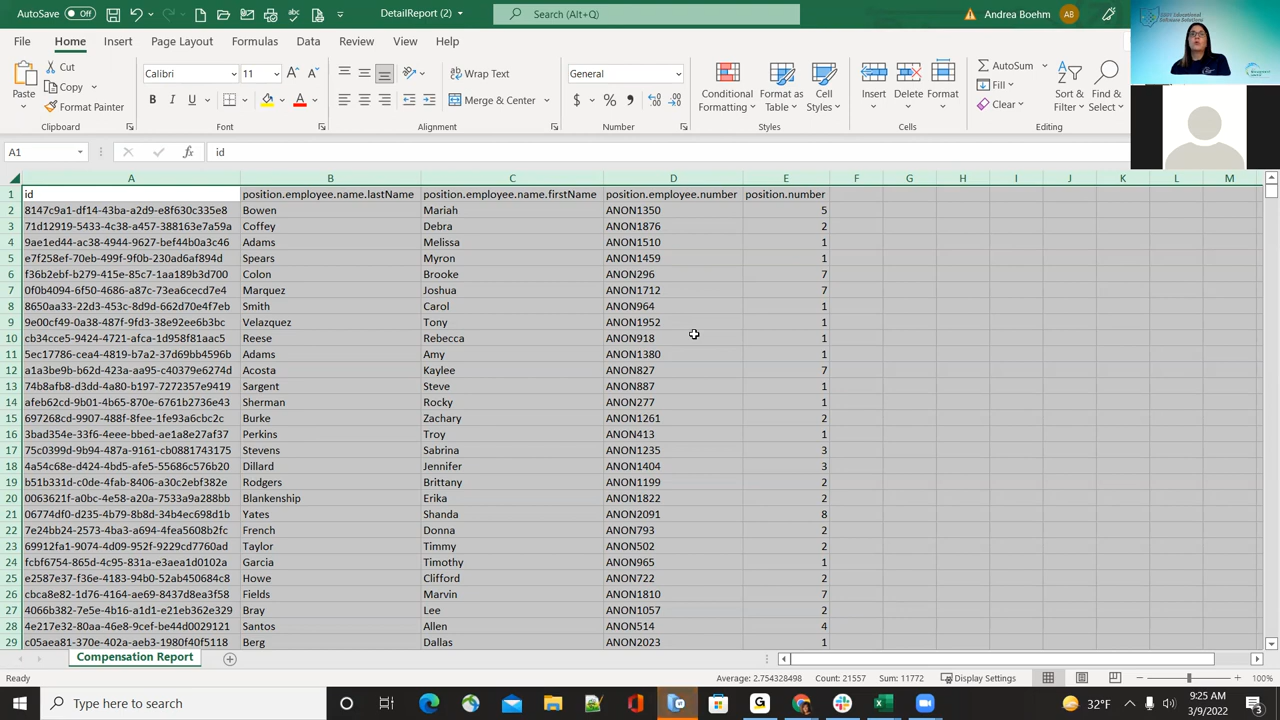 AutoSave Off DetailReport (2) Search (Alt+Q) Andrea Boehm AB
File Home Insert Page Layout Formulas Data Review View Help
Paste Cut Copy Format Painter Clipboard
Calibri 11 B I U A Font
Wrap Text Merge & Center Alignment
General $ % , Number
Conditional Formatting Format as Table Cell Styles Styles
Insert Delete Format Cells
AutoSum Fill Clear Sort & Filter Find & Select Editing
A1 fx id
A B C D E F G H I J K L M
1 id position.employee.name.lastName position.employee.name.firstName position.employee.number position.number
2 8147c9a1-df14-43ba-a2d9-e8f630c335e8 Bowen Mariah ANON1350 5
3 71d12919-5433-4c38-a457-388163e7a59a Coffey Debra ANON1876 2
4 9ae1ed44-ac38-4944-9627-bef44b0a3c46 Adams Melissa ANON1510 1
5 e7f258ef-70eb-499f-9f0b-230ad6af894d Spears Myron ANON1459 1
6 f36b2ebf-b279-415e-85c7-1aa189b3d700 Colon Brooke ANON296 7
7 0f0b4094-6f50-4686-a87c-73ea6cecd7e4 Marquez Joshua ANON1712 7
8 8650aa33-22d3-453c-8d9d-662d70e4f7eb Smith Carol ANON964 1
9 9e00cf49-0a38-487f-9fd3-38e92ee6b3bc Velazquez Tony ANON1952 1
10 cb34cce5-9424-4721-afca-1d958f81aac5 Reese Rebecca ANON918 1
11 5ec17786-cea4-4819-b7a2-37d69bb4596b Adams Amy ANON1380 1
12 a1a3be9b-b62d-423a-aa95-c40379e6274d Acosta Kaylee ANON827 7
13 74b8afb8-d3dd-4a80-b197-7272357e9419 Sargent Steve ANON887 1
14 afeb62cd-9b01-4b65-870e-6761b2736e43 Sherman Rocky ANON277 1
15 697268cd-9907-488f-8fee-1fe93a6cbc2c Burke Zachary ANON1261 2
16 3bad354e-33f6-4eee-bbed-ae1a8e27af37 Perkins Troy ANON413 1
17 75c0399d-9b94-487a-9161-cb0881743175 Stevens Sabrina ANON1235 3
18 4a54c68e-d424-4bd5-afe5-55686c576b20 Dillard Jennifer ANON1404 3
19 b51b331d-c0de-4fab-8406-a30c2ebf382e Rodgers Brittany ANON1199 2
20 0063621f-a0bc-4e58-a20a-7533a9a288bb Blankenship Erika ANON1822 2
21 06774df0-d235-4b79-8b8d-34b4ec698d1b Yates Shanda ANON2091 8
22 7e24bb24-2573-4ba3-a694-4fea5608b2fc French Donna ANON793 2
23 69912fa1-9074-4d09-952f-9229cd7760ad Taylor Timmy ANON502 2
24 fcbf6754-865d-4c95-831a-e3aea1d0102a Garcia Timothy ANON965 1
25 e2587e37-f36e-4183-94b0-52ab450684c8 Howe Clifford ANON722 2
26 cbca8e82-1d76-4164-ae69-8437d8ea3f58 Fields Marvin ANON1810 7
27 4066b382-7e5e-4b16-a1d1-e21eb362e329 Bray Lee ANON1057 2
28 4e217e32-80aa-46e8-9cef-be44d0029121 Santos Allen ANON514 4
29 c05aea81-370e-402a-aeb3-1980f40f5118 Berg Dallas ANON2023 1
Compensation Report
Ready Average: 2.754328498 Count: 21557 Sum: 11772 Display Settings 100%
32°F 9:25 AM
3/9/2022 3